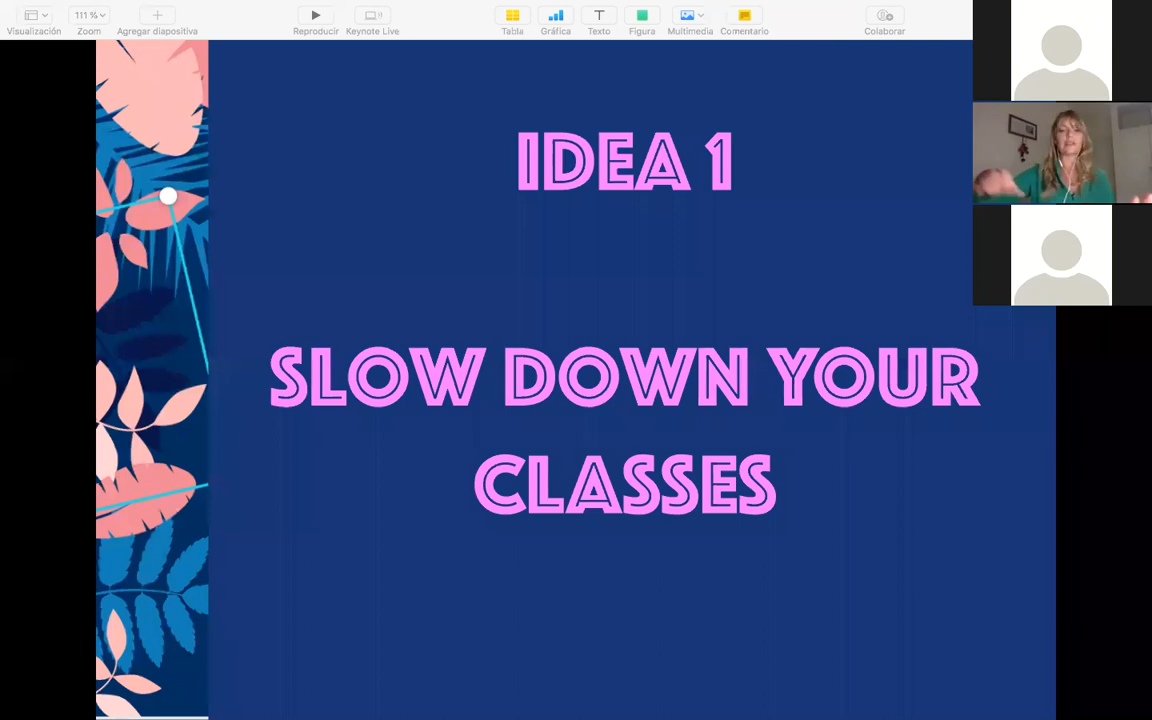 111 %
Visualización Zoom Agregar diapositiva Reproducir Keynote Live Tabla Gráfica Texto Figura Multimedia Comentario Colaborar
IDEA 1
SLOW DOWN YOUR
CLASSES